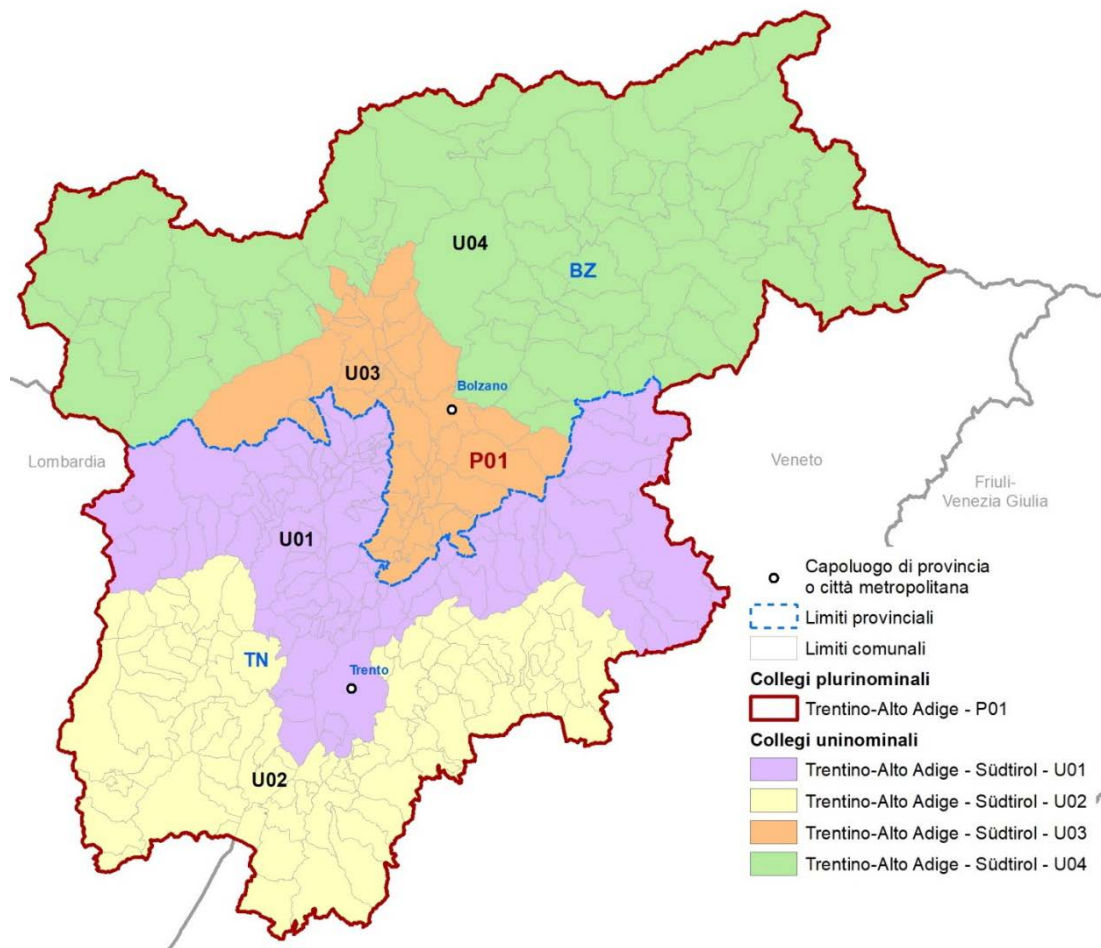 U04
BZ
U03
Bolzano
P01
Lombardia
Veneto
Friuli-
Venezia Giulia
U01
TN
Trento
U02
Capoluogo di provincia
o città metropolitana
Limiti provinciali
Limiti comunali
Collegi plurinominali
Trentino-Alto Adige - P01
Collegi uninominali
Trentino-Alto Adige - Südtirol - U01
Trentino-Alto Adige - Südtirol - U02
Trentino-Alto Adige - Südtirol - U03
Trentino-Alto Adige - Südtirol - U04